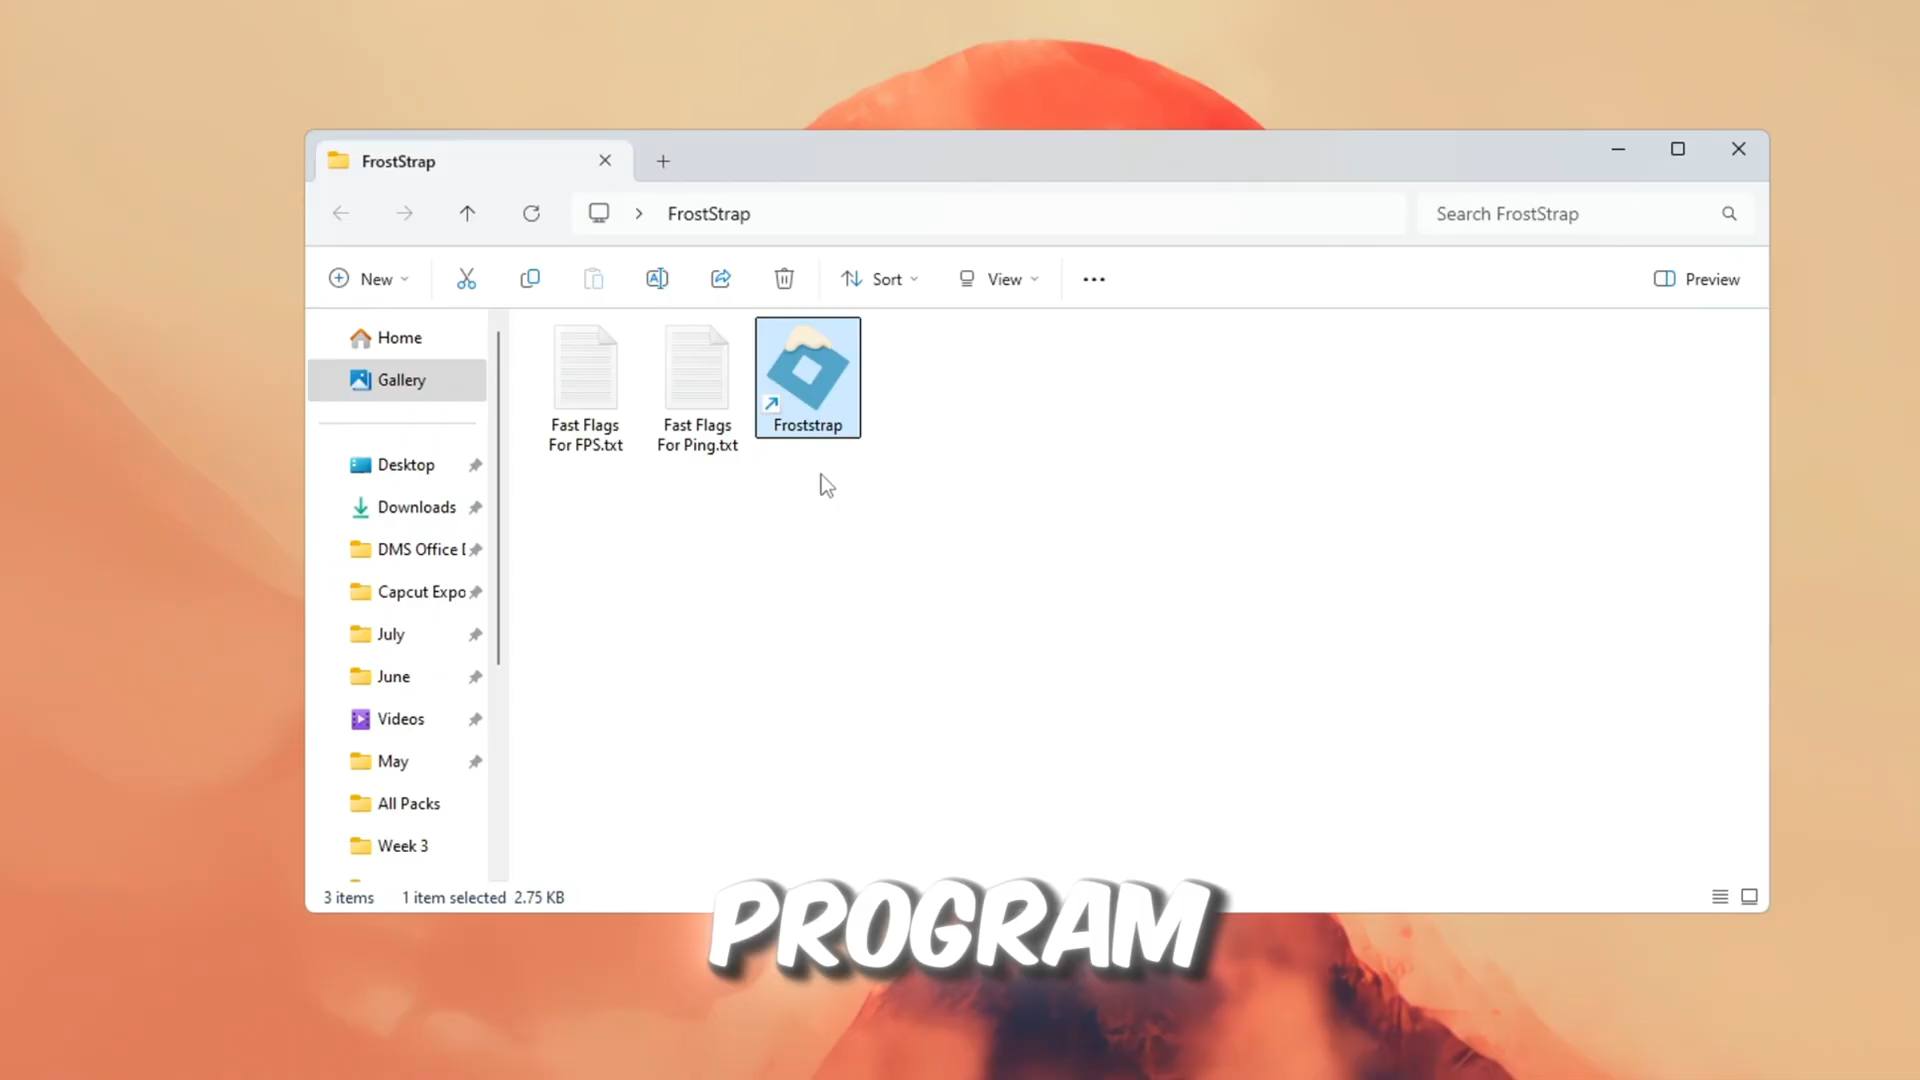 FrostStrap
FrostStrap
Search FrostStrap
New
Sort
View
Preview
Home
Gallery
Desktop
Downloads
DMS Office [
Capcut Expo
July
June
Videos
May
All Packs
Week 3
Fast Flags
For FPS.txt
Fast Flags
For Ping.txt
Froststrap
3 items 1 item selected 2.75 KB
PROGRAM